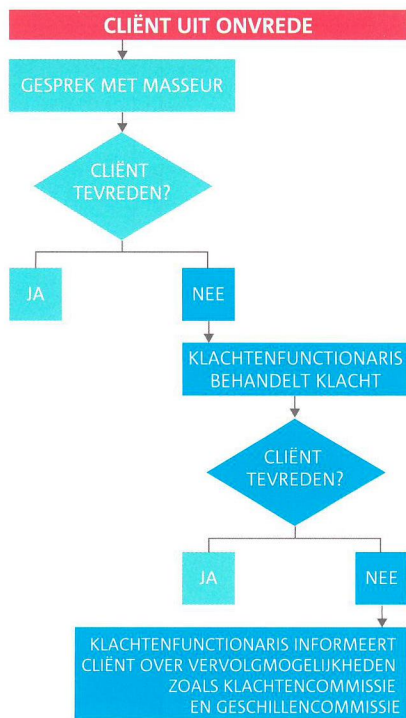 CLIËNT UIT ONVREDE
GESPREK MET MASSEUR
CLIËNT
TEVREDEN?
JA
NEE
KLACHTENFUNCTIONARIS
BEHANDELT KLACHT
CLIËNT
TEVREDEN?
JA
NEE
KLACHTENFUNCTIONARIS INFORMEERT
CLIËNT OVER VERVOLGMOGELIJKHEDEN
ZOALS KLACHTENCOMMISSIE
EN GESCHILLENCOMMISSIE